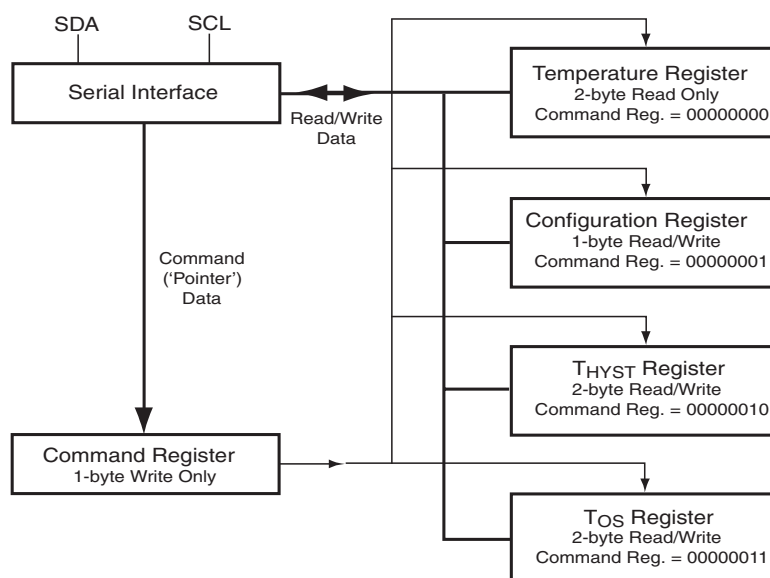 SDA
SCL
Serial Interface
Read/Write
Data
Temperature Register
2-byte Read Only
Command Reg. = 00000000
Configuration Register
1-byte Read/Write
Command Reg. = 00000001
Command
('Pointer')
Data
THYST Register
2-byte Read/Write
Command Reg. = 00000010
Command Register
1-byte Write Only
TOS Register
2-byte Read/Write
Command Reg. = 00000011